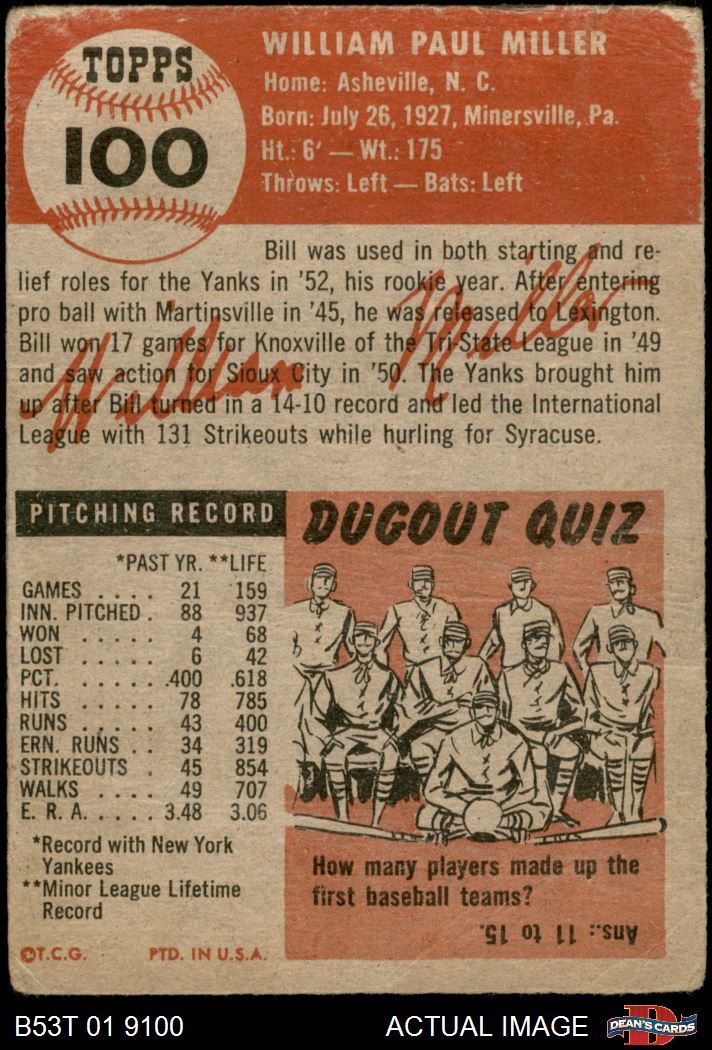 TOPPS
100
WILLIAM PAUL MILLER
Home: Asheville, N. C.
Born: July 26, 1927, Minersville, Pa.
Ht.: 6' — Wt.: 175
Throws: Left — Bats: Left
Bill was used in both starting and re-
lief roles for the Yanks in '52, his rookie year. After entering
pro ball with Martinsville in '45, he was released to Lexington.
Bill won 17 games for Knoxville of the Tri-State League in '49
and saw action for Sioux City in '50. The Yanks brought him
up after Bill turned in a 14-10 record and led the International
League with 131 Strikeouts while hurling for Syracuse.
William Miller
PITCHING RECORD
*PAST YR. **LIFE
GAMES . . . . 21 159
INN. PITCHED . 88 937
WON . . . . . 4 68
LOST . . . . . 6 42
PCT. . . . . . .400 .618
HITS . . . . . 78 785
RUNS . . . . . 43 400
ERN. RUNS . . 34 319
STRIKEOUTS . 45 854
WALKS . . . . 49 707
E. R. A. . . . . 3.48 3.06
*Record with New York
Yankees
**Minor League Lifetime
Record
©T.C.G. PTD. IN U.S.A.
DUGOUT QUIZ
How many players made up the
first baseball teams?
Ans.: 11 to 15.
B53T 01 9100
ACTUAL IMAGE
D
DEAN'S CARDS